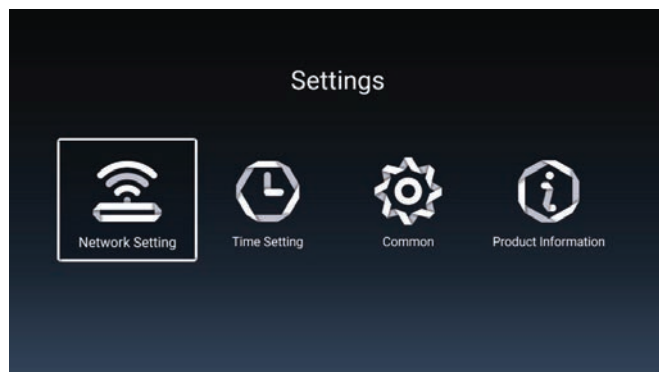 Settings
Network Setting
Time Setting
Common
Product Information